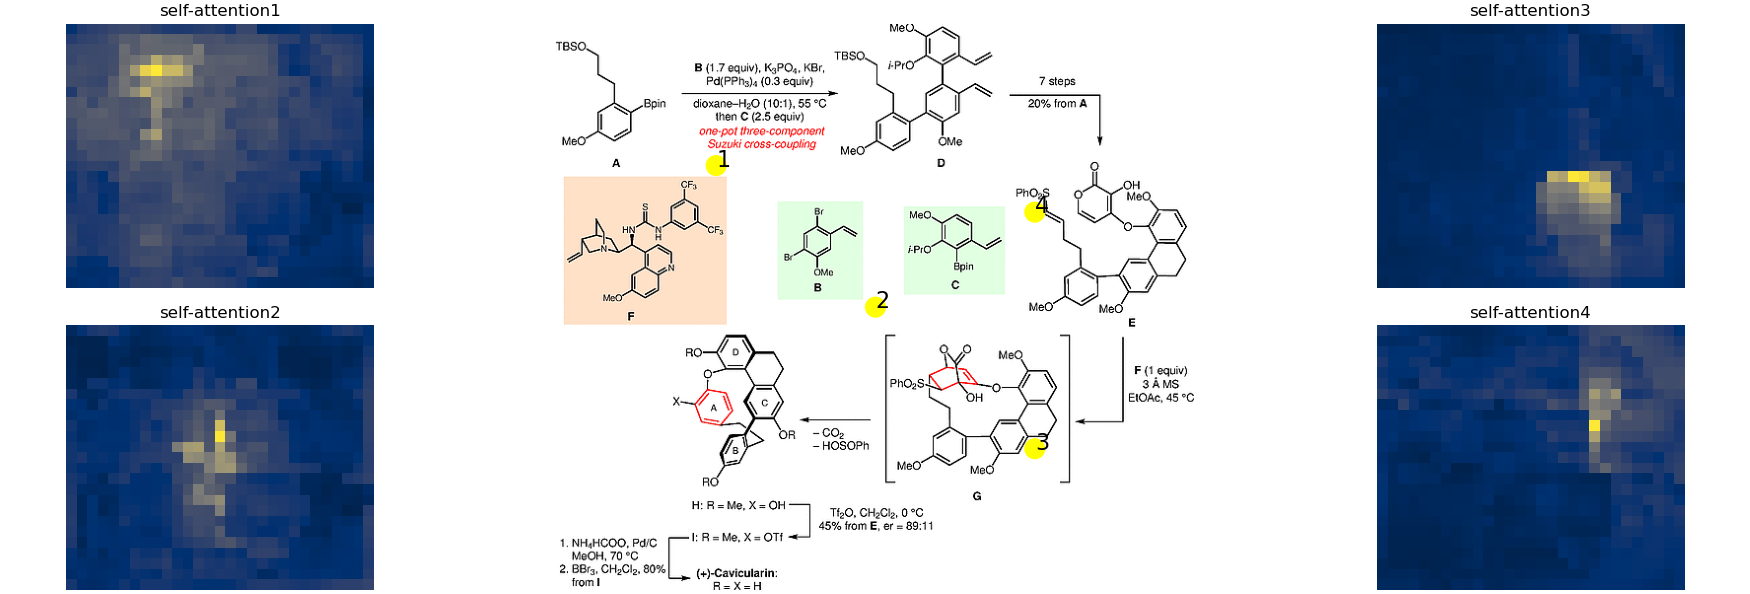 self-attention1
self-attention3
self-attention2
self-attention4
TBSO
Bpin
MeO
A
B (1.7 equiv), K3PO4, KBr,
Pd(PPh3)4 (0.3 equiv)
dioxane–H2O (10:1), 55 °C
then C (2.5 equiv)
one-pot three-component
Suzuki cross-coupling
1
MeO
TBSO
i-PrO
OMe
MeO
D
7 steps
20% from A
CF3
S
HN
N
H
CF3
N
N
MeO
F
Br
Br
OMe
B
2
MeO
i-PrO
Bpin
C
O
O
OH
MeO
PhO2S
4
O
MeO
MeO
E
F (1 equiv)
3 Å MS
EtOAc, 45 °C
O
O
MeO
PhO2S
O
OH
MeO
MeO
3
G
– CO2
– HOSOPh
RO
D
O
X
A
C
OR
B
RO
H: R = Me, X = OH
Tf2O, CH2Cl2, 0 °C
45% from E, er = 89:11
I: R = Me, X = OTf
1. NH4HCOO, Pd/C
MeOH, 70 °C
2. BBr3, CH2Cl2, 80%
from I
(+)-Cavicularin:
R = X = H